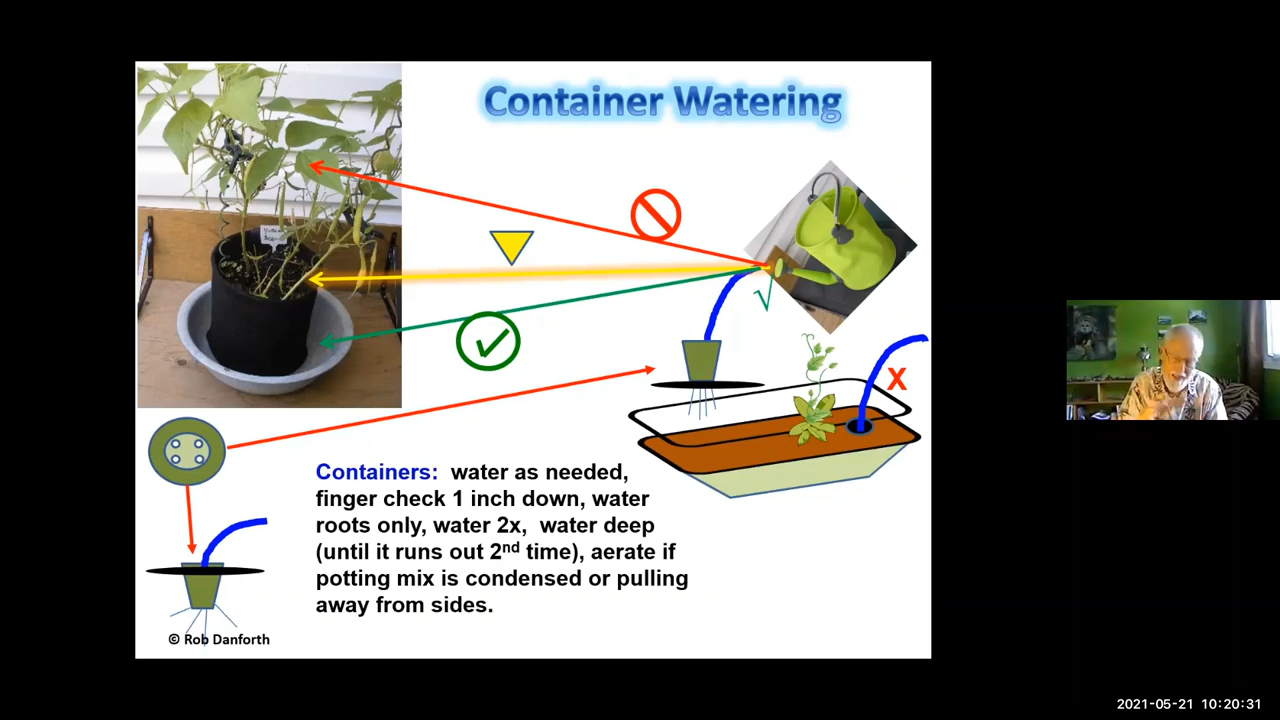 Container Watering
√
X
Containers: water as needed,
finger check 1 inch down, water
roots only, water 2x, water deep
(until it runs out 2nd time), aerate if
potting mix is condensed or pulling
away from sides.
© Rob Danforth
2021-05-21 10:20:31